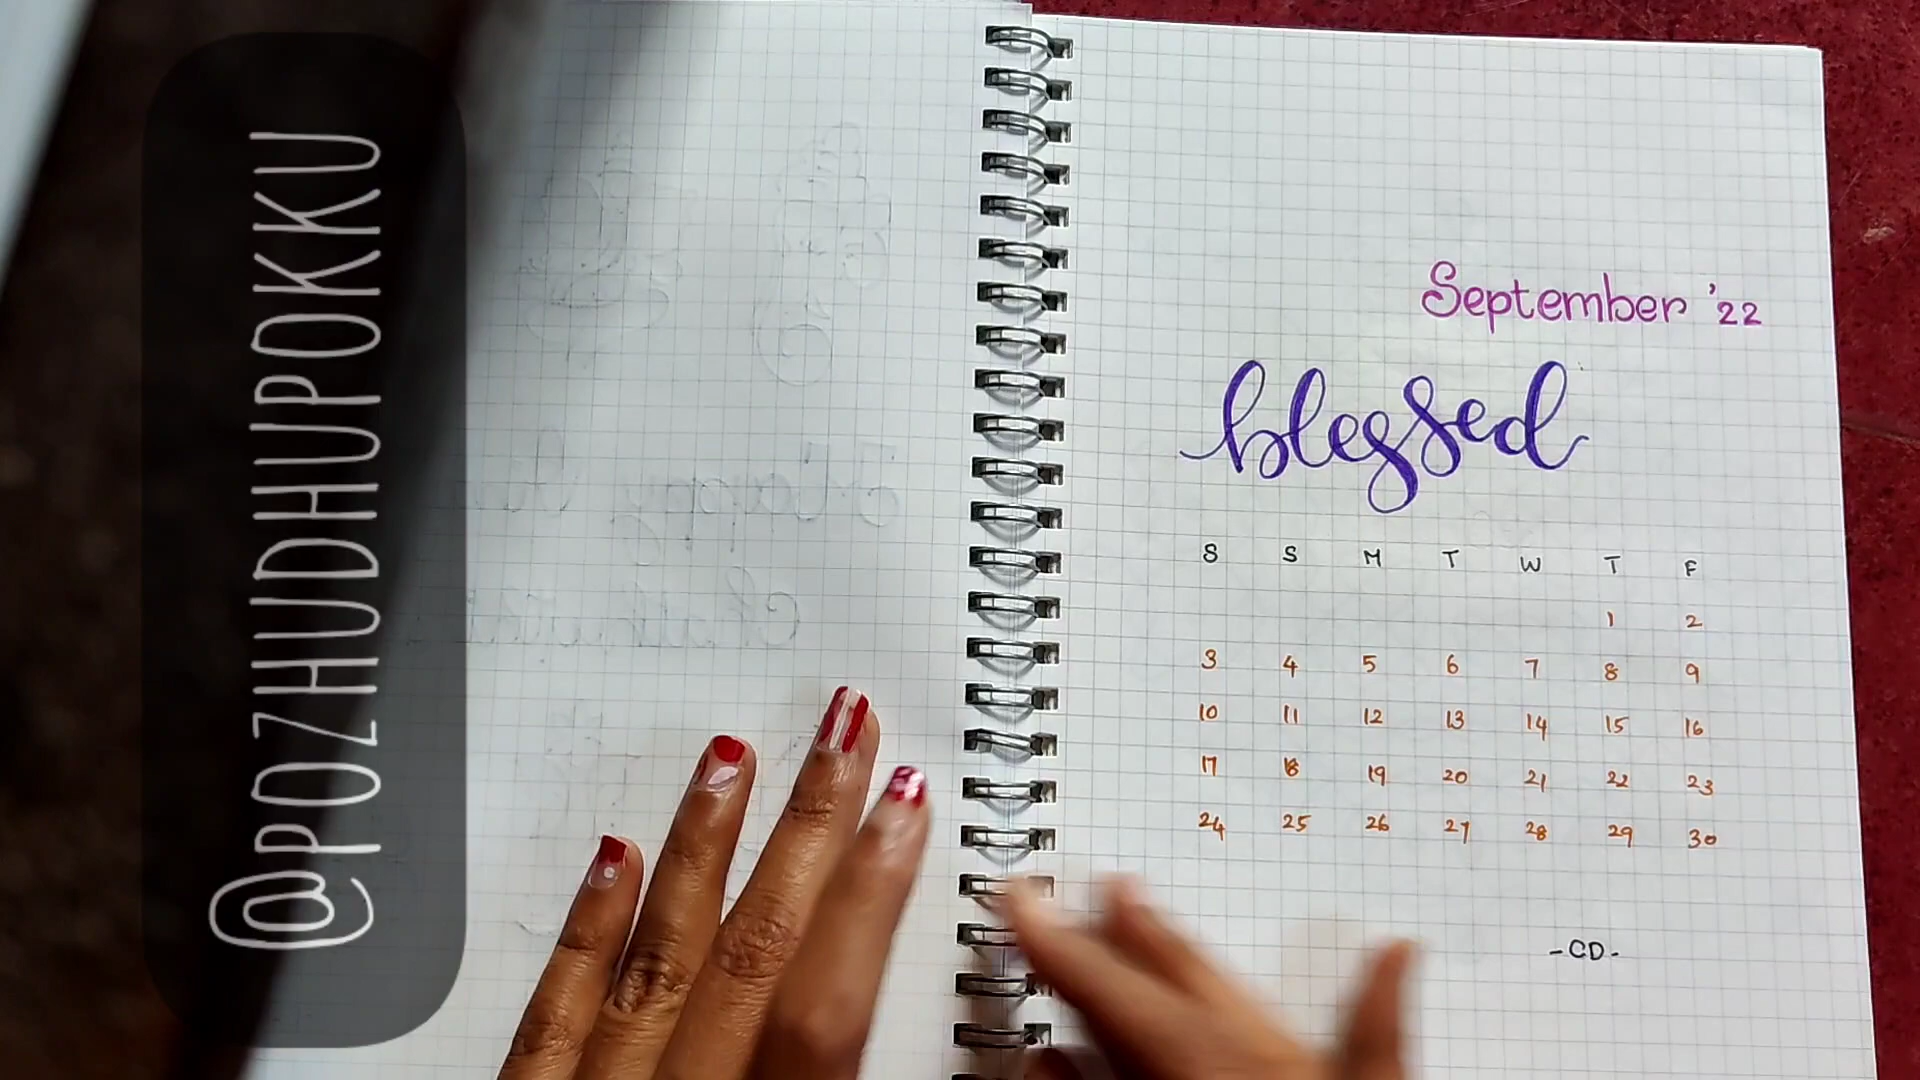 @POZHUDHUPOKKU
September '22
blessed
S S M T W T F
1 2
3 4 5 6 7 8 9
10 11 12 13 14 15 16
17 18 19 20 21 22 23
24 25 26 27 28 29 30
-CD-